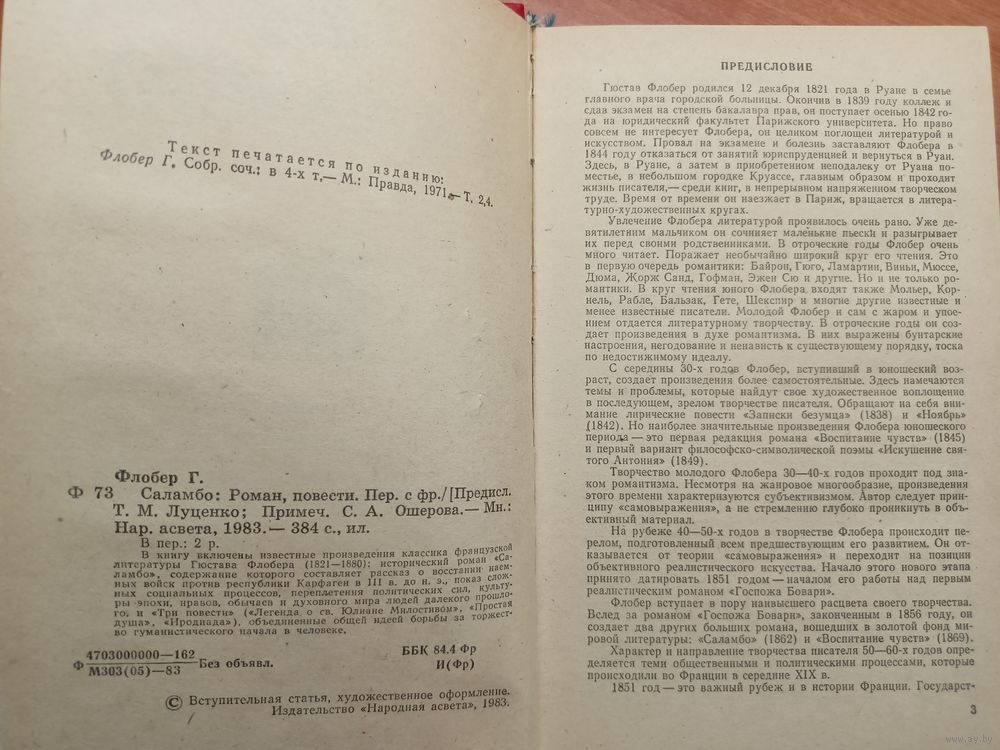 Текст печатается по изданию:
Флобер Г. Собр. соч.: в 4-х т.— М.: Правда, 1971.— Т. 2,4.
Флобер Г.
Ф 73 Саламбо: Роман, повести. Пер. с фр./[Предисл.
Т. М. Луценко; Примеч. С. А. Ошерова.— Мн.:
Нар. асвета, 1983.— 384 с., ил.
В пер.: 2 р.
В книгу включены известные произведения классика французской
литературы Гюстава Флобера (1821—1880): исторический роман «Са-
ламбо», содержание которого составляет рассказ о восстании наем-
ных войск против республики Карфаген в III в. до н. э., показ слож-
ных социальных процессов, переплетения политических сил, культу-
ры эпохи, нравов, обычаев и духовного мира людей далекого прошло-
го, и «Три повести» («Легенда о св. Юлиане Милостивом», «Простая
душа», «Иродиада»), объединенные общей идеей борьбы за торжест-
во гуманистического начала в человеке.
Ф 4703000000—162
М303(05)—83 Без объявл.
ББК 84.4 Фр
И(Фр)
© Вступительная статья, художественное оформление.
Издательство «Народная асвета», 1983.
ПРЕДИСЛОВИЕ
Гюстав Флобер родился 12 декабря 1821 года в Руане в семье
главного врача городской больницы. Окончив в 1839 году коллеж и
сдав экзамен на степень бакалавра прав, он поступает осенью 1842 го-
да на юридический факультет Парижского университета. Но право
совсем не интересует Флобера, он целиком поглощен литературой и
искусством. Провал на экзамене и болезнь заставляют Флобера в
1844 году отказаться от занятий юриспруденцией и вернуться в Руан.
Здесь, в Руане, а затем в приобретенном неподалеку от Руана по-
местье, в небольшом городке Круассе, главным образом и проходит
жизнь писателя,— среди книг, в непрерывном напряженном творческом
труде. Время от времени он наезжает в Париж, вращается в литера-
турно-художественных кругах.
Увлечение Флобера литературой проявилось очень рано. Уже де-
вятилетним мальчиком он сочиняет маленькие пьески и разыгрывает
их перед своими родственниками. В отроческие годы Флобер очень
много читает. Поражает необычайно широкий круг его чтения. Это
в первую очередь романтики: Байрон, Гюго, Ламартин, Виньи, Мюссе,
Дюма, Жорж Санд, Гофман, Эжен Сю и другие. Но и не только ро-
мантики. В круг чтения юного Флобера входят также Мольер, Кор-
нель, Рабле, Бальзак, Гете, Шекспир и многие другие известные и
менее известные писатели. Молодой Флобер и сам с жаром и упое-
нием отдается литературному творчеству. В отроческие годы он соз-
дает произведения в духе романтизма. В них выражены бунтарские
настроения, негодование и ненависть к существующему порядку, тоска
по недостижимому идеалу.
С середины 30-х годов Флобер, вступивший в юношеский воз-
раст, создает произведения более самостоятельные. Здесь намечаются
темы и проблемы, которые найдут свое художественное воплощение
в последующем, зрелом творчестве писателя. Обращают на себя вни-
мание лирические повести «Записки безумца» (1838) и «Ноябрь»
(1842). Но наиболее значительные произведения Флобера юношеского
периода — это первая редакция романа «Воспитание чувств» (1845)
и первый вариант философско-символической поэмы «Искушение свя-
того Антония» (1849).
Творчество молодого Флобера 30—40-х годов проходит под зна-
ком романтизма. Несмотря на жанровое многообразие, произведения
этого времени характеризуются субъективизмом. Автор следует прин-
ципу «самовыражения», а не стремлению глубоко проникнуть в объ-
ективный материал.
На рубеже 40—50-х годов в творчестве Флобера происходит пе-
релом, подготовленный всем предшествующим его развитием. Он от-
казывается от теории «самовыражения» и переходит на позиции
объективного реалистического искусства. Начало этого нового этапа
принято датировать 1851 годом — началом его работы над первым
реалистическим романом «Госпожа Бовари».
Флобер вступает в пору наивысшего расцвета своего творчества.
Вслед за романом «Госпожа Бовари», законченным в 1856 году, он
создает два других больших романа, вошедших в золотой фонд ми-
ровой литературы: «Саламбо» (1862) и «Воспитание чувств» (1869).
Характер и направление творчества писателя 50—60-х годов опре-
деляется теми общественными и политическими процессами, которые
происходили во Франции в середине XIX в.
1851 год — это важный рубеж и в истории Франции. Государст-
3
www.ay.by